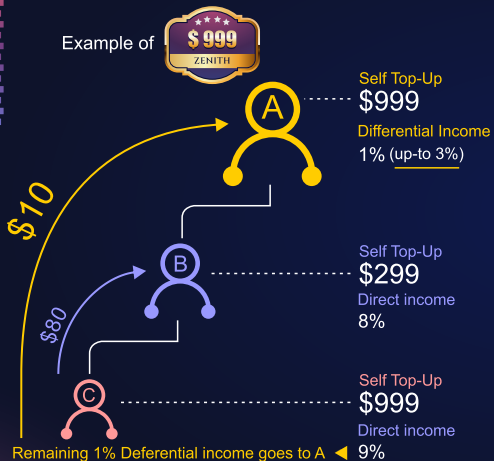 Example of
$ 999
ZENITH
A
Self Top-Up
$999
Differential Income
1% (up-to 3%)
$10
B
Self Top-Up
$299
Direct income
8%
$80
C
Self Top-Up
$999
Direct income
9%
Remaining 1% Deferential income goes to A